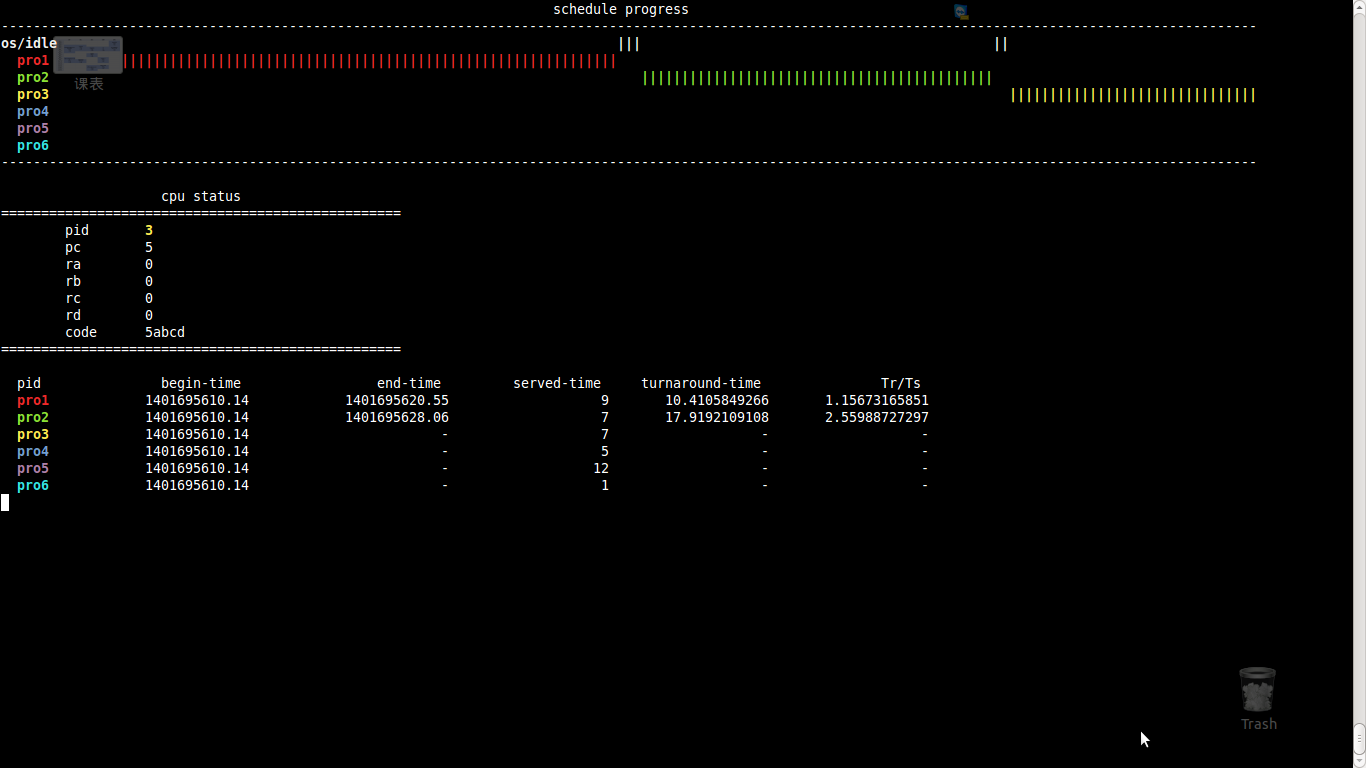 schedule progress
os/idle
pro1
课表
pro2
pro3
pro4
pro5
pro6
cpu status
pid 3
pc 5
ra 0
rb 0
rc 0
rd 0
code 5abcd
pid begin-time end-time served-time turnaround-time Tr/Ts
pro1 1401695610.14 1401695620.55 9 10.4105849266 1.15673165851
pro2 1401695610.14 1401695628.06 7 17.9192109108 2.55988727297
pro3 1401695610.14 - 7 - -
pro4 1401695610.14 - 5 - -
pro5 1401695610.14 - 12 - -
pro6 1401695610.14 - 1 - -
Trash